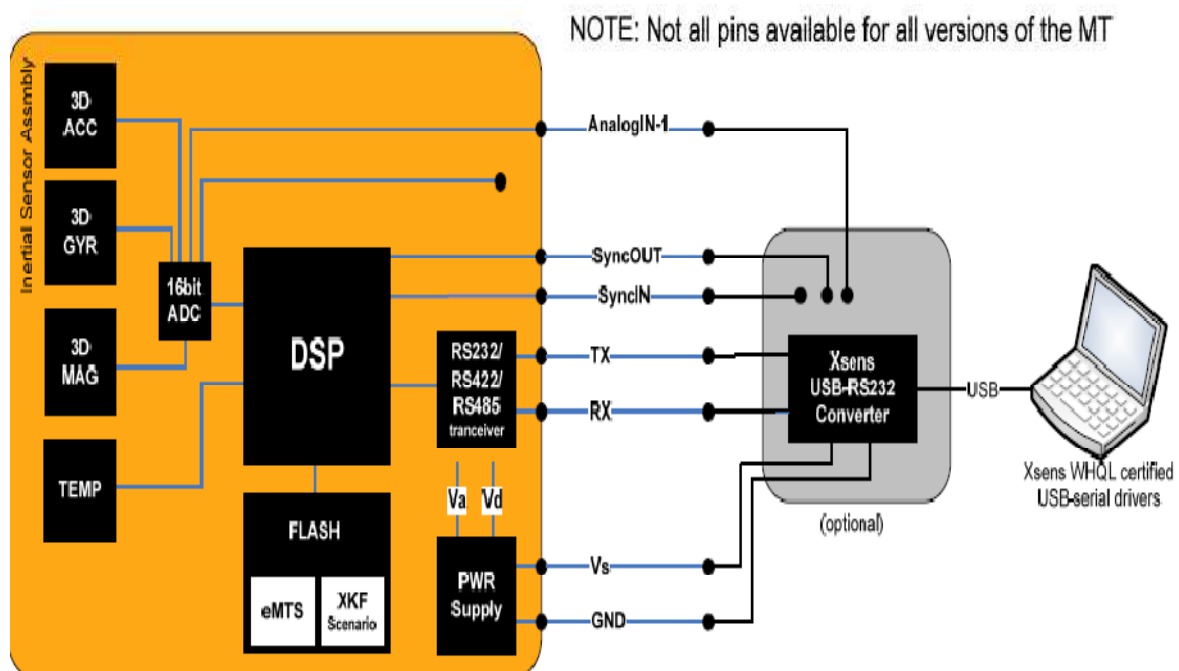 NOTE: Not all pins available for all versions of the MT
Inertial Sensor Assmbly
3D
ACC
3D
GYR
3D
MAG
TEMP
16bit
ADC
DSP
FLASH
eMTS
XKF
Scenario
RS232/
RS422/
RS485
tranceiver
Va
Vd
PWR
Supply
AnalogIN-1
SyncOUT
SyncIN
TX
RX
Vs
GND
Xsens
USB-RS232
Converter
(optional)
USB
Xsens WHQL certified
USB-serial drivers